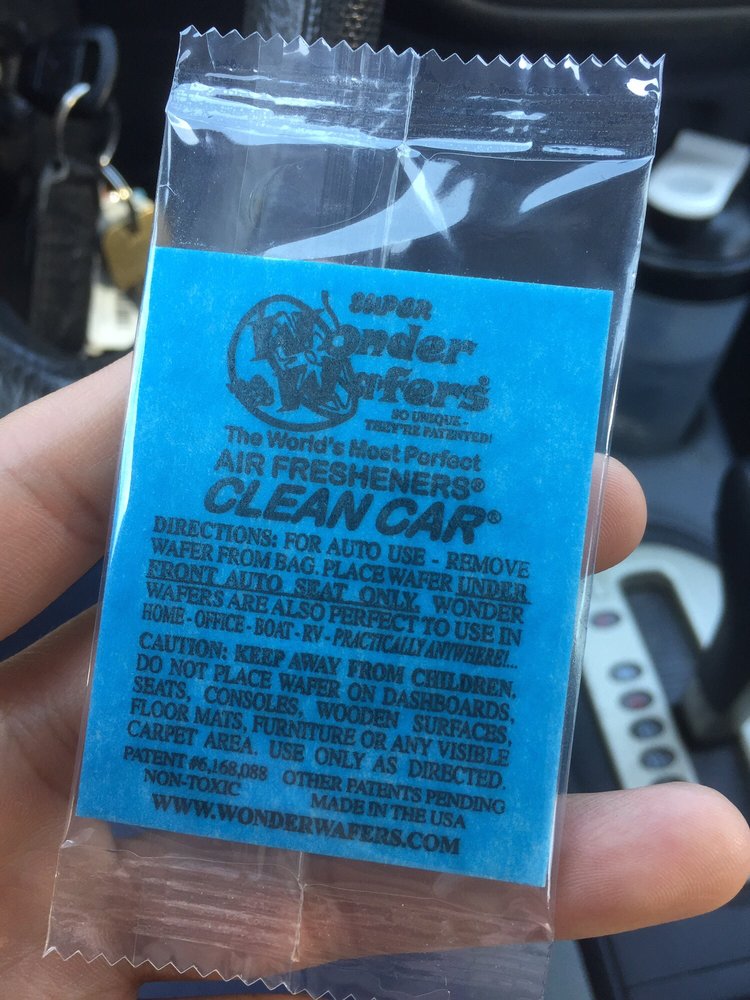 SUPER
Wonder
Wafers®
SO UNIQUE -
THEY'RE PATENTED!
The World's Most Perfect
AIR FRESHENERS®
CLEAN CAR®
DIRECTIONS: FOR AUTO USE - REMOVE
WAFER FROM BAG. PLACE WAFER UNDER
FRONT AUTO SEAT ONLY. WONDER
WAFERS ARE ALSO PERFECT TO USE IN
HOME - OFFICE - BOAT - RV - PRACTICALLY ANYWHERE!...
CAUTION: KEEP AWAY FROM CHILDREN.
DO NOT PLACE WAFER ON DASHBOARDS,
SEATS, CONSOLES, WOODEN SURFACES,
FLOOR MATS, FURNITURE OR ANY VISIBLE
CARPET AREA. USE ONLY AS DIRECTED.
PATENT #6,168,088 OTHER PATENTS PENDING
NON-TOXIC MADE IN THE USA
WWW.WONDERWAFERS.COM